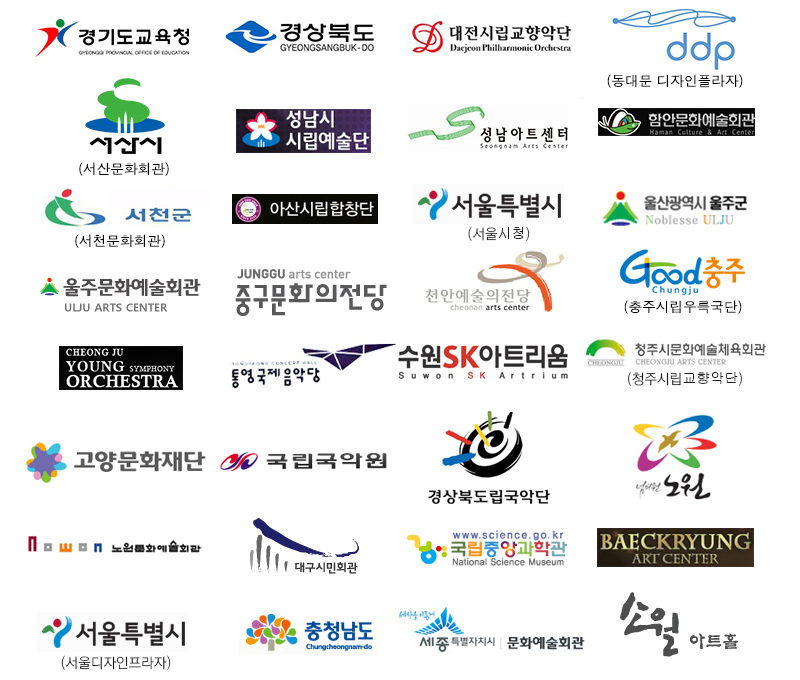 경기도교육청
GYEONGGI PROVINCIAL OFFICE OF EDUCATION
경상북도
GYEONGSANGBUK-DO
대전시립교향악단
Daejeon Philharmonic Orchestra
ddp
(동대문 디자인플라자)
서산시
(서산문화회관)
성남시
시립예술단
성남아트센터
Seongnam Arts Center
함안문화예술회관
Haman Culture & Art Center
서천군
(서천문화회관)
아산시립합창단
서울특별시
(서울시청)
울산광역시 울주군
Noblesse ULJU
울주문화예술회관
ULJU ARTS CENTER
JUNGGU arts center
중구문화의전당
천안예술의전당
cheonan arts center
Good충주
Chungju
(충주시립우륵국단)
CHEONG JU
YOUNG SYMPHONY
ORCHESTRA
TONGYEONG CONCERT HALL
통영국제음악당
수원SK아트리움
Suwon SK Artrium
CHEONGJU
청주시문화예술체육회관
CHEONGJU ARTS CENTER
(청주시립교향악단)
고양문화재단
국립국악원
경상북도립국악단
노원
nowon 노원문화예술회관
대구시민회관
www.science.go.kr
국립중앙과학관
National Science Museum
BAECKRYUNG
ART CENTER
서울특별시
(서울디자인프라자)
충청남도
Chungcheongnam-do
세종특별자치시 문화예술회관
소월
아트홀